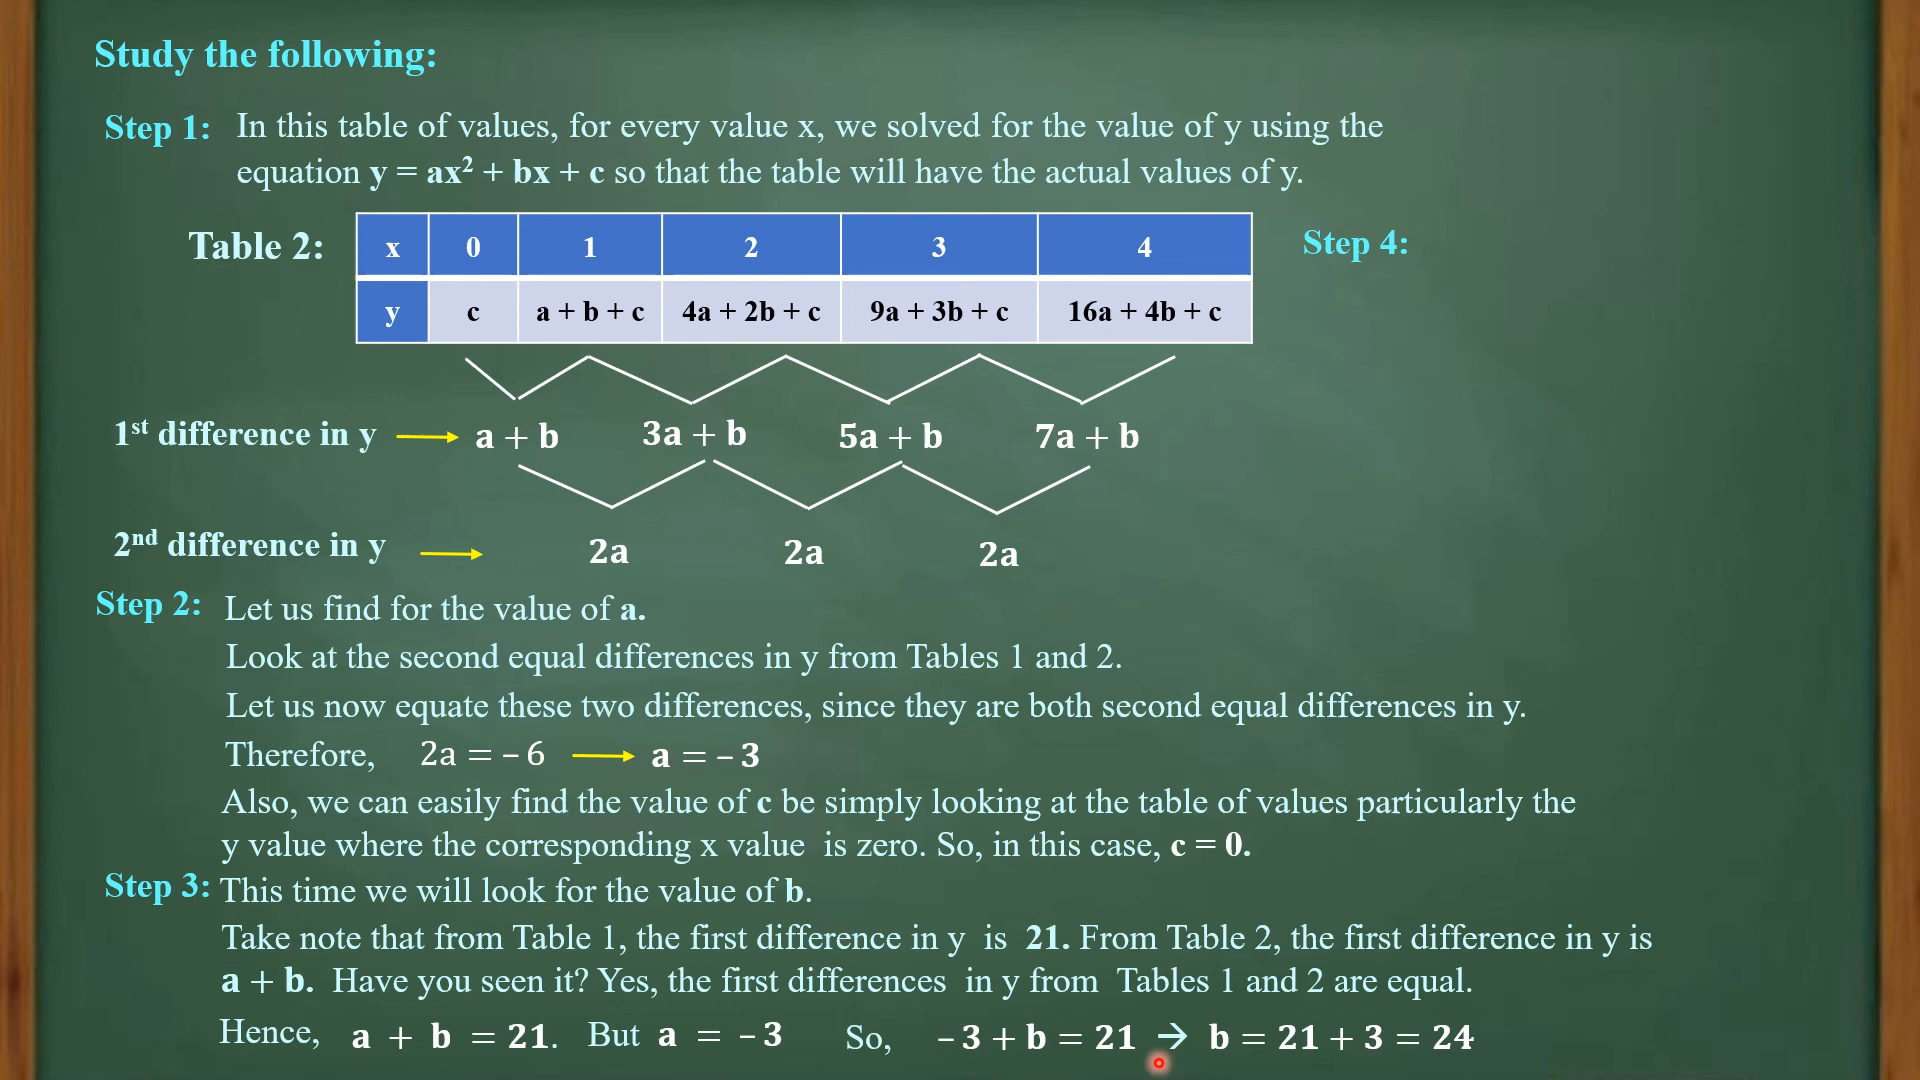 Study the following:
Step 1: In this table of values, for every value x, we solved for the value of y using the
equation y = ax² + bx + c so that the table will have the actual values of y.
Table 2: x 0 1 2 3 4
y c a + b + c 4a + 2b + c 9a + 3b + c 16a + 4b + c
Step 4:
1st difference in y a + b 3a + b 5a + b 7a + b
2nd difference in y 2a 2a 2a
Step 2: Let us find for the value of a.
Look at the second equal differences in y from Tables 1 and 2.
Let us now equate these two differences, since they are both second equal differences in y.
Therefore, 2a = – 6 a = – 3
Also, we can easily find the value of c be simply looking at the table of values particularly the
y value where the corresponding x value is zero. So, in this case, c = 0.
Step 3: This time we will look for the value of b.
Take note that from Table 1, the first difference in y is 21. From Table 2, the first difference in y is
a + b. Have you seen it? Yes, the first differences in y from Tables 1 and 2 are equal.
Hence, a + b = 21. But a = – 3 So, – 3 + b = 21 → b = 21 + 3 = 24